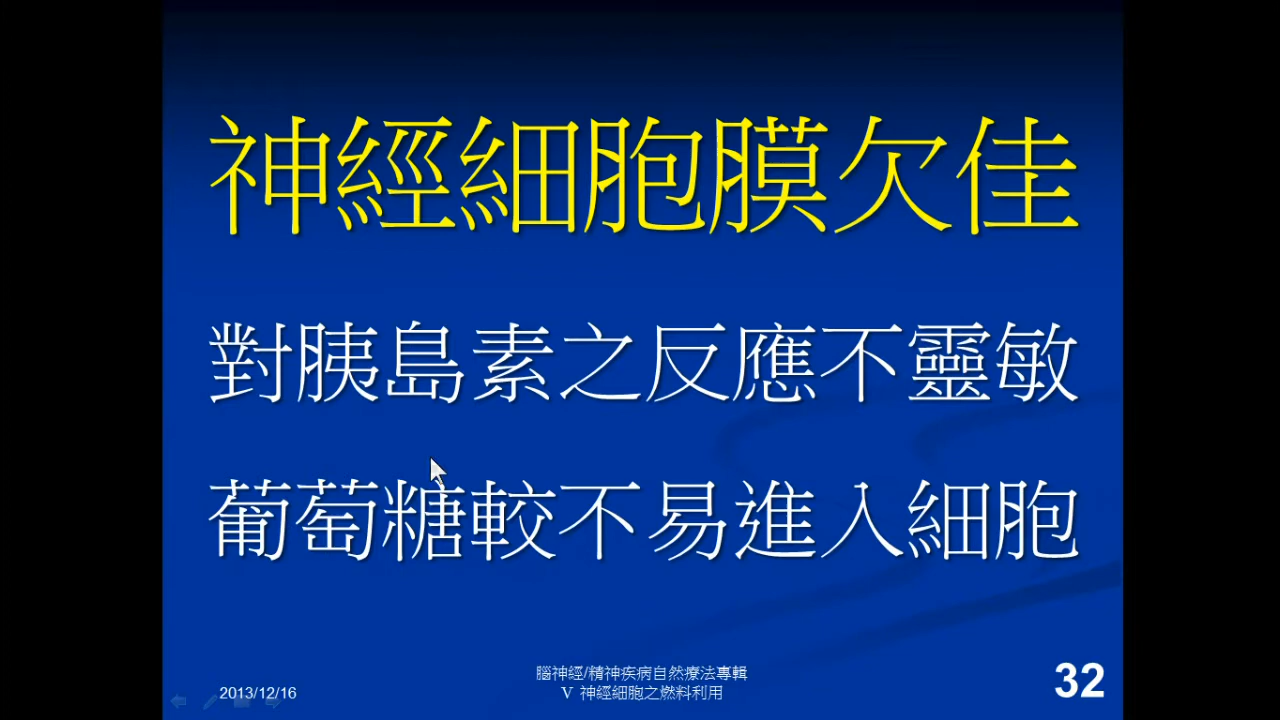 神經細胞膜欠佳
對胰島素之反應不靈敏
葡萄糖較不易進入細胞
2013/12/16
腦神經/精神疾病自然療法專輯
V 神經細胞之燃料利用
32